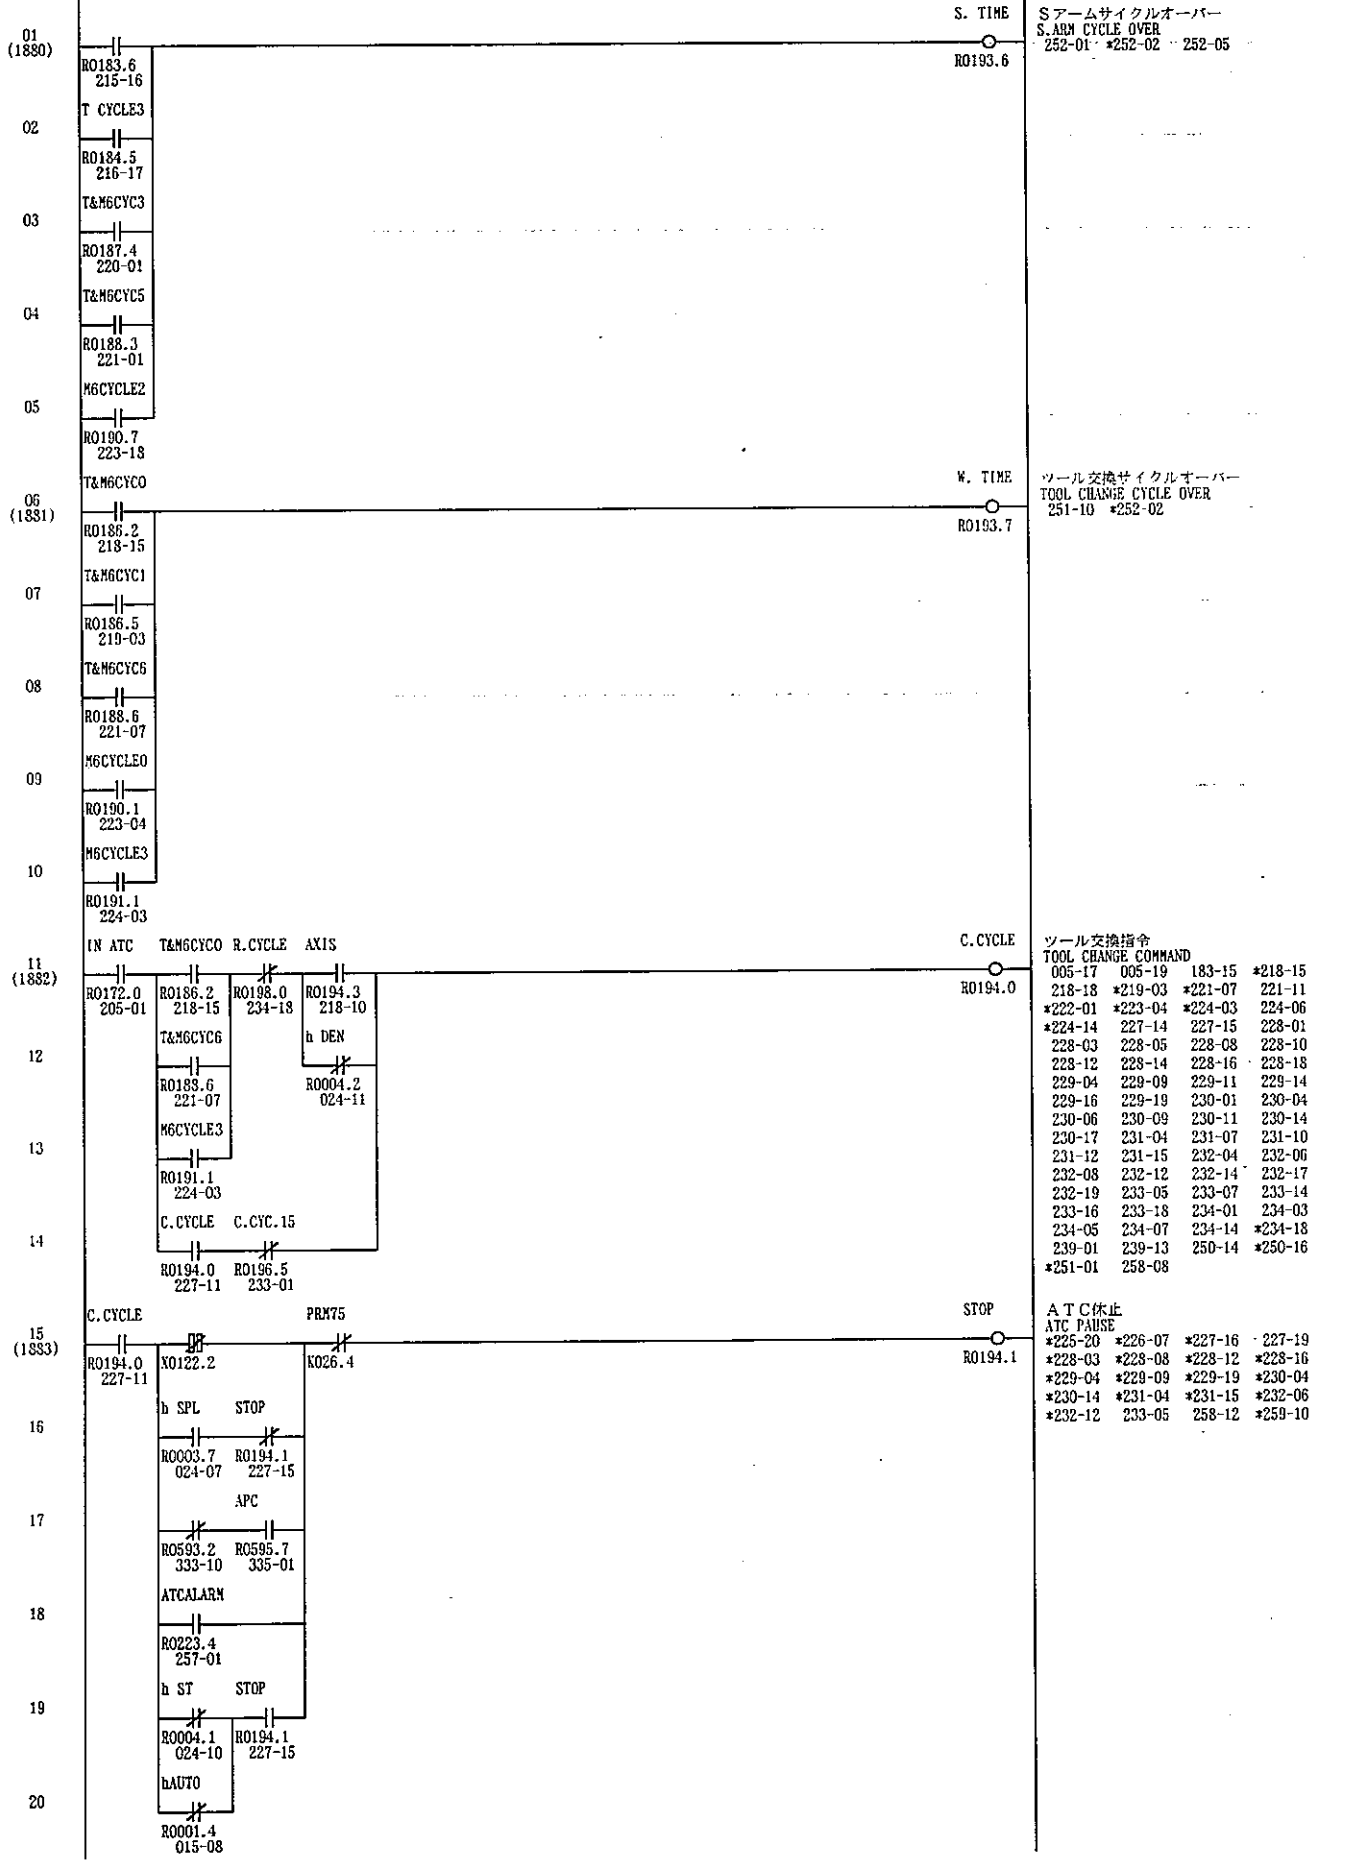 S. TIME Sアームサイクルオーバー
01 S.ARM CYCLE OVER
(1880) 252-01 *252-02 252-05
R0183.6 R0193.6
215-16
T CYCLE3
02
R0184.5
216-17
T&M6CYC3
03
R0187.4
220-01
T&M6CYC5
04
R0188.3
221-01
M6CYCLE2
05
R0190.7
223-18
T&M6CYC0 W. TIME ツール交換サイクルオーバー
06 TOOL CHANGE CYCLE OVER
(1881) 251-10 *252-02
R0186.2 R0193.7
218-15
T&M6CYC1
07
R0186.5
219-03
T&M6CYC6
08
R0188.6
221-07
M6CYCLE0
09
R0190.1
223-04
M6CYCLE3
10
R0191.1
224-03
IN ATC T&M6CYC0 R.CYCLE AXIS C.CYCLE ツール交換指令
11 TOOL CHANGE COMMAND
(1882) 005-17 005-19 183-15 *218-15
R0172.0 R0186.2 R0198.0 R0194.3 R0194.0 218-18 *219-03 *221-07 221-11
205-01 218-15 234-18 218-10 *222-01 *223-04 *224-03 224-06
T&M6CYC6 h DEN *224-14 227-14 227-15 228-01
12 228-03 228-05 228-08 228-10
228-12 228-14 228-16 228-18
R0188.6 R0004.2 229-04 229-09 229-11 229-14
221-07 024-11 229-16 229-19 230-01 230-04
M6CYCLE3 230-06 230-09 230-11 230-14
13 230-17 231-04 231-07 231-10
231-12 231-15 232-04 232-06
R0191.1 232-08 232-12 232-14 232-17
224-03 232-19 233-05 233-07 233-14
C.CYCLE C.CYC.15 233-16 233-18 234-01 234-03
14 234-05 234-07 234-14 *234-18
239-01 239-13 250-14 *250-16
R0194.0 R0196.5 *251-01 258-08
227-11 233-01
C.CYCLE PRM75 STOP ATC休止
15 ATC PAUSE
(1883) *225-20 *226-07 *227-16 227-19
R0194.0 X0122.2 K026.4 R0194.1 *228-03 *228-08 *228-12 *228-16
227-11 *229-04 *229-09 *229-19 *230-04
h SPL STOP *230-14 *231-04 *231-15 *232-06
16 *232-12 233-05 258-12 *259-10
R0003.7 R0194.1
024-07 227-15
APC
17
R0593.2 R0595.7
333-10 335-01
ATCALARM
18
R0223.4
257-01
h ST STOP
19
R0004.1 R0194.1
024-10 227-15
hAUTO
20
R0001.4
015-08